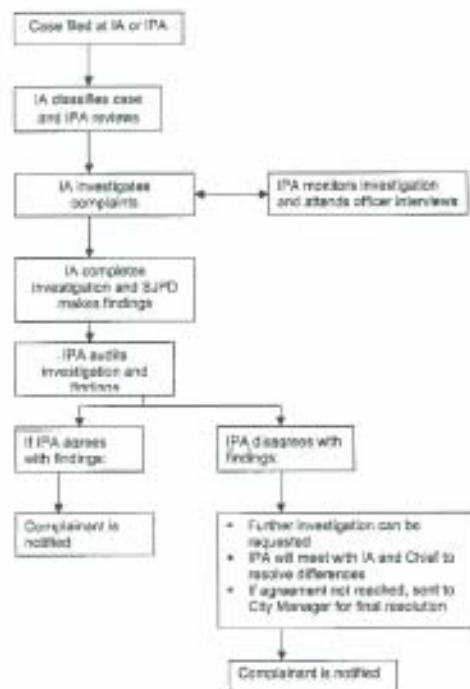 Case filed at IA or IPA
IA classifies case
and IPA reviews
IA investigates
complaints
IPA monitors investigation
and attends officer interviews
IA completes
investigation and SJPD
makes findings
IPA audits
investigation and
findings
If IPA agrees
with findings:
IPA disagrees with
findings:
Complainant is
notified
• Further investigation can be
requested
• IPA will meet with IA and Chief to
resolve differences
• If agreement not reached, sent to
City Manager for final resolution
Complainant is notified